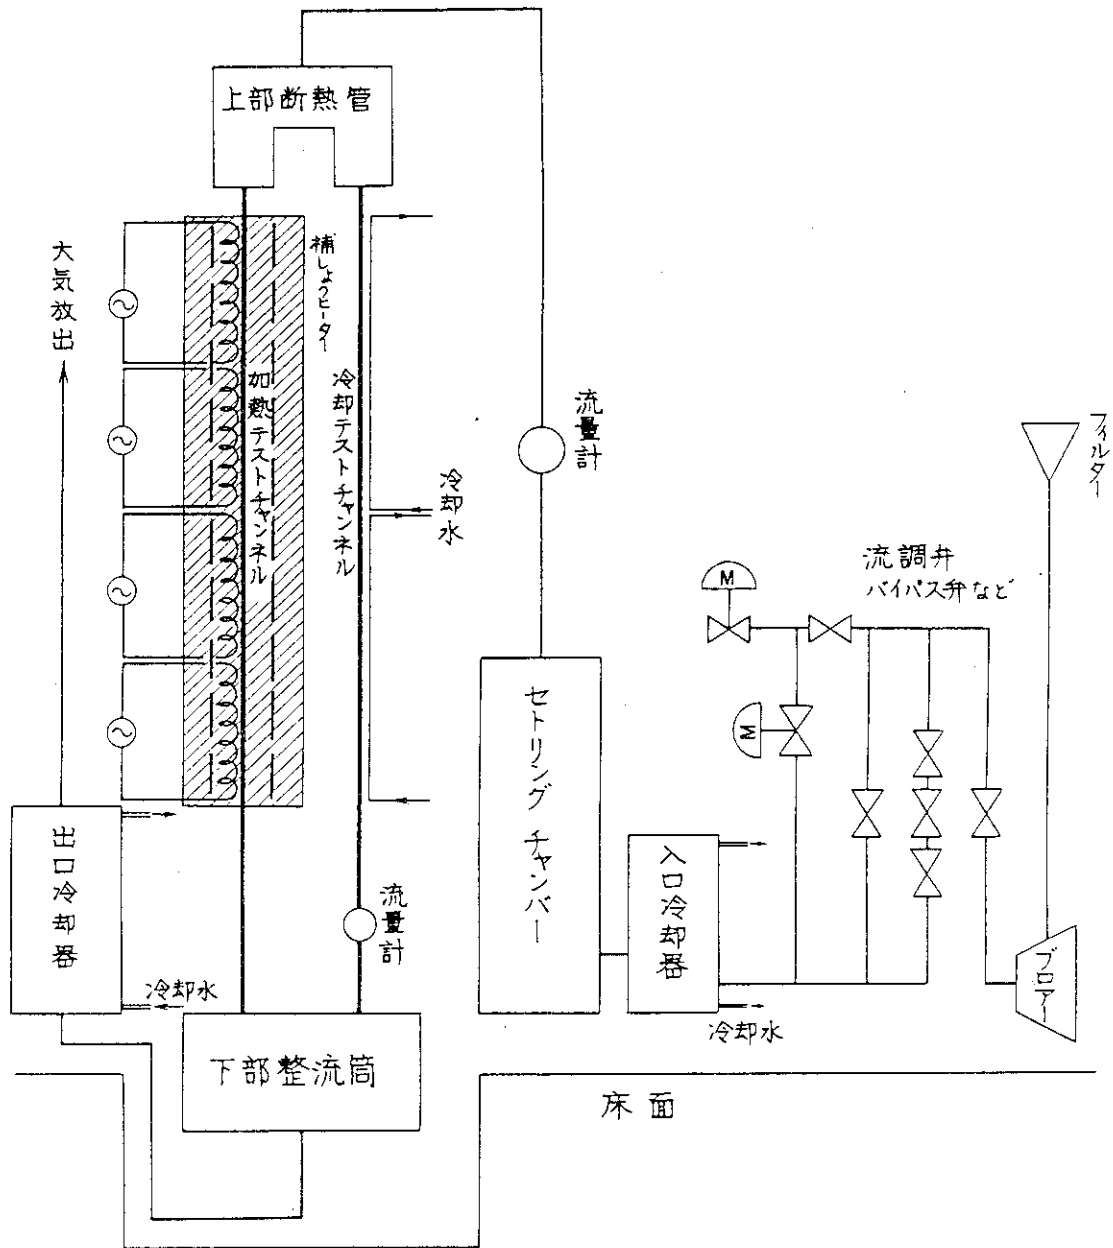 上部断熱管
大気放出
補しょうヒーター
加熱テストチャンネル
冷却テストチャンネル
冷却水
流量計
フィルター
流調弁
バイパス弁など
M
M
セトリング チャンバー
出口冷却器
流量計
入口冷却器
ブロアー
冷却水
冷却水
下部整流筒
床面